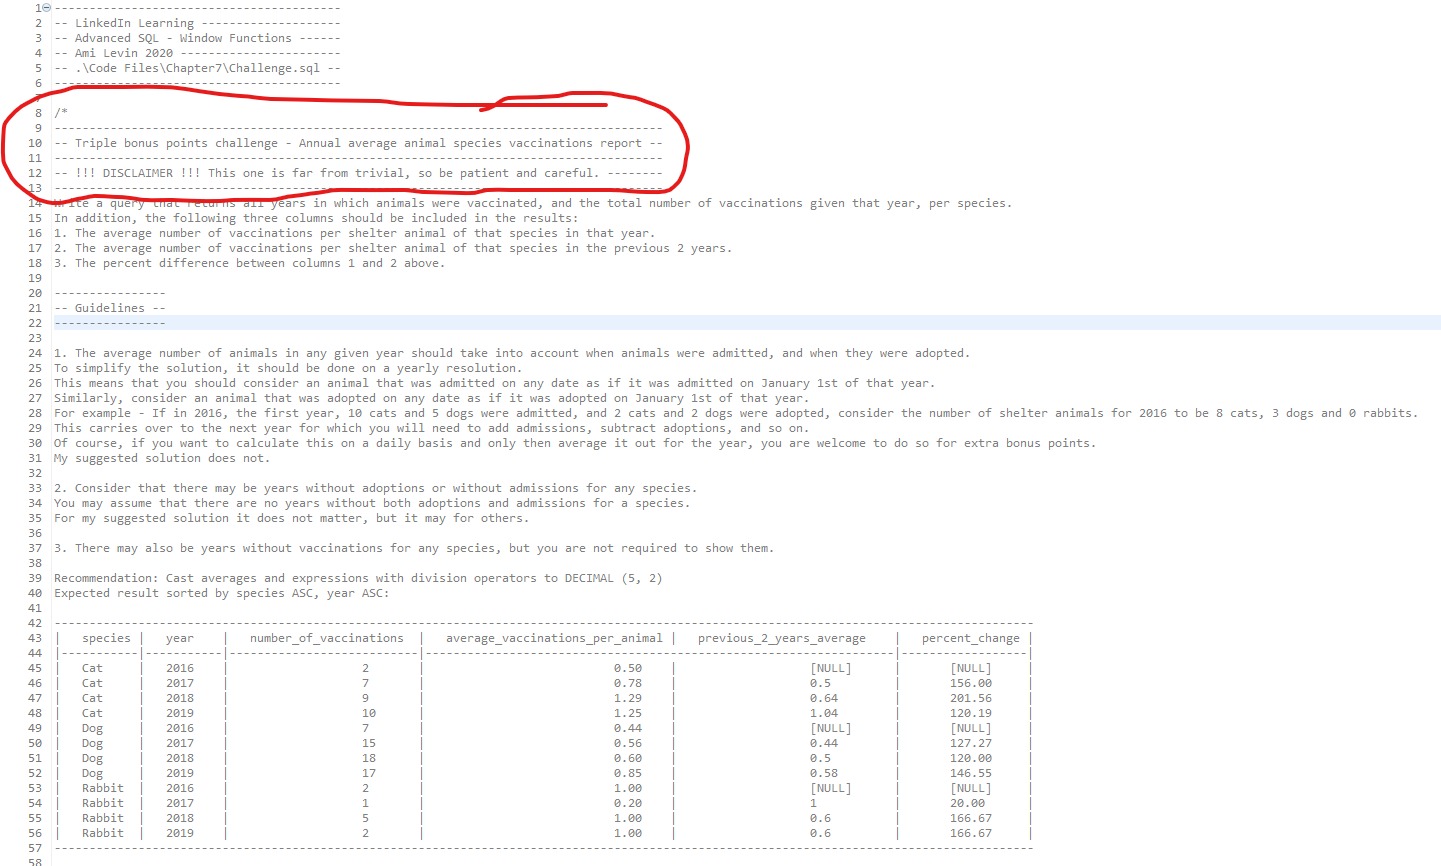 1 ------------------------------------------
2 -- LinkedIn Learning ---------------------
3 -- Advanced SQL - Window Functions ------
4 -- Ami Levin 2020 ------------------------
5 -- .\Code Files\Chapter7\Challenge.sql --
6 ------------------------------------------
7
8 /*
9 -----------------------------------------------------------------------------------------
10 -- Triple bonus points challenge - Annual average animal species vaccinations report --
11 -----------------------------------------------------------------------------------------
12 -- !!! DISCLAIMER !!! This one is far from trivial, so be patient and careful. --------
13 -----------------------------------------------------------------------------------------
14 Write a query that returns all years in which animals were vaccinated, and the total number of vaccinations given that year, per species.
15 In addition, the following three columns should be included in the results:
16 1. The average number of vaccinations per shelter animal of that species in that year.
17 2. The average number of vaccinations per shelter animal of that species in the previous 2 years.
18 3. The percent difference between columns 1 and 2 above.
19
20 ----------------
21 -- Guidelines --
22 ----------------
23
24 1. The average number of animals in any given year should take into account when animals were admitted, and when they were adopted.
25 To simplify the solution, it should be done on a yearly resolution.
26 This means that you should consider an animal that was admitted on any date as if it was admitted on January 1st of that year.
27 Similarly, consider an animal that was adopted on any date as if it was adopted on January 1st of that year.
28 For example - If in 2016, the first year, 10 cats and 5 dogs were admitted, and 2 cats and 2 dogs were adopted, consider the number of shelter animals for 2016 to be 8 cats, 3 dogs and 0 rabbits.
29 This carries over to the next year for which you will need to add admissions, subtract adoptions, and so on.
30 Of course, if you want to calculate this on a daily basis and only then average it out for the year, you are welcome to do so for extra bonus points.
31 My suggested solution does not.
32
33 2. Consider that there may be years without adoptions or without admissions for any species.
34 You may assume that there are no years without both adoptions and admissions for a species.
35 For my suggested solution it does not matter, but it may for others.
36
37 3. There may also be years without vaccinations for any species, but you are not required to show them.
38
39 Recommendation: Cast averages and expressions with division operators to DECIMAL (5, 2)
40 Expected result sorted by species ASC, year ASC:
41
42 -----------------------------------------------------------------------------------------------------------------------------------------------
43 | species | year | number_of_vaccinations | average_vaccinations_per_animal | previous_2_years_average | percent_change |
44 |-----------|-----------|---------------------------|------------------------------------------------------------------|------------------|
45 | Cat | 2016 | 2 | 0.50 | [NULL] | [NULL] |
46 | Cat | 2017 | 7 | 0.78 | 0.5 | 156.00 |
47 | Cat | 2018 | 9 | 1.29 | 0.64 | 201.56 |
48 | Cat | 2019 | 10 | 1.25 | 1.04 | 120.19 |
49 | Dog | 2016 | 7 | 0.44 | [NULL] | [NULL] |
50 | Dog | 2017 | 15 | 0.56 | 0.44 | 127.27 |
51 | Dog | 2018 | 18 | 0.60 | 0.5 | 120.00 |
52 | Dog | 2019 | 17 | 0.85 | 0.58 | 146.55 |
53 | Rabbit | 2016 | 2 | 1.00 | [NULL] | [NULL] |
54 | Rabbit | 2017 | 1 | 0.20 | 1 | 20.00 |
55 | Rabbit | 2018 | 5 | 1.00 | 0.6 | 166.67 |
56 | Rabbit | 2019 | 2 | 1.00 | 0.6 | 166.67 |
57 -----------------------------------------------------------------------------------------------------------------------------------------------
58